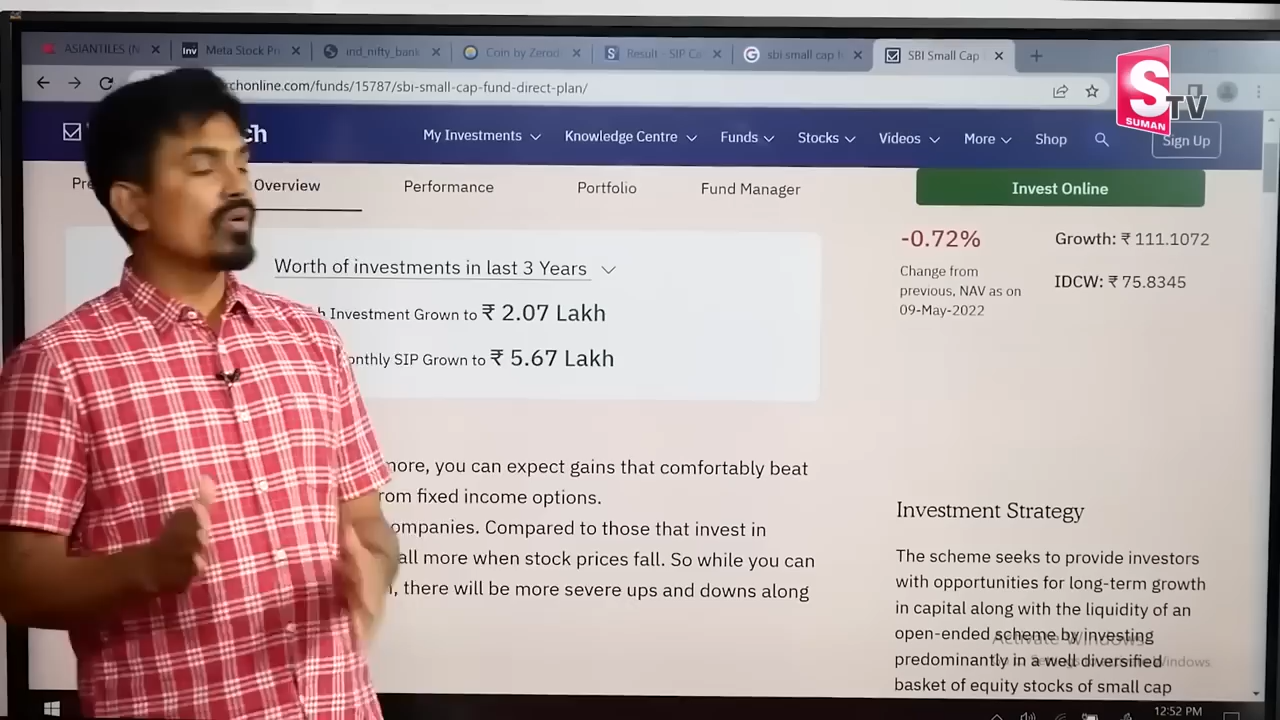 ASIANTILES (N
Inv Meta Stock Pr
ind_nifty_bank
Coin by Zerod
Result - SIP Ca
sbi small cap f
SBI Small Cap
rchonline.com/funds/15787/sbi-small-cap-fund-direct-plan/
S
TV
SUMAN
ch
My Investments
Knowledge Centre
Funds
Stocks
Videos
More
Shop
Sign Up
Overview
Performance
Portfolio
Fund Manager
Invest Online
Worth of investments in last 3 Years
Investment Grown to ₹ 2.07 Lakh
onthly SIP Grown to ₹ 5.67 Lakh
-0.72%
Change from
previous, NAV as on
09-May-2022
Growth: ₹ 111.1072
IDCW: ₹ 75.8345
more, you can expect gains that comfortably beat
rom fixed income options.
ompanies. Compared to those that invest in
all more when stock prices fall. So while you can
, there will be more severe ups and downs along
Investment Strategy
The scheme seeks to provide investors
with opportunities for long-term growth
in capital along with the liquidity of an
open-ended scheme by investing
predominantly in a well diversified
basket of equity stocks of small cap
Activate Windows
12:52 PM